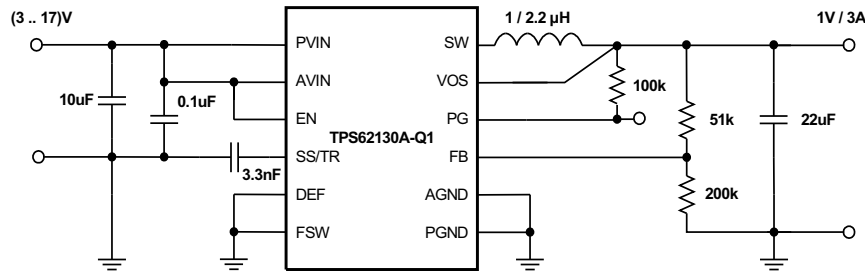 (3 .. 17)V
1 / 2.2 µH
1V / 3A
PVIN
SW
AVIN
VOS
100k
10uF
0.1uF
EN
PG
51k
22uF
TPS62130A-Q1
SS/TR
FB
3.3nF
DEF
AGND
200k
FSW
PGND